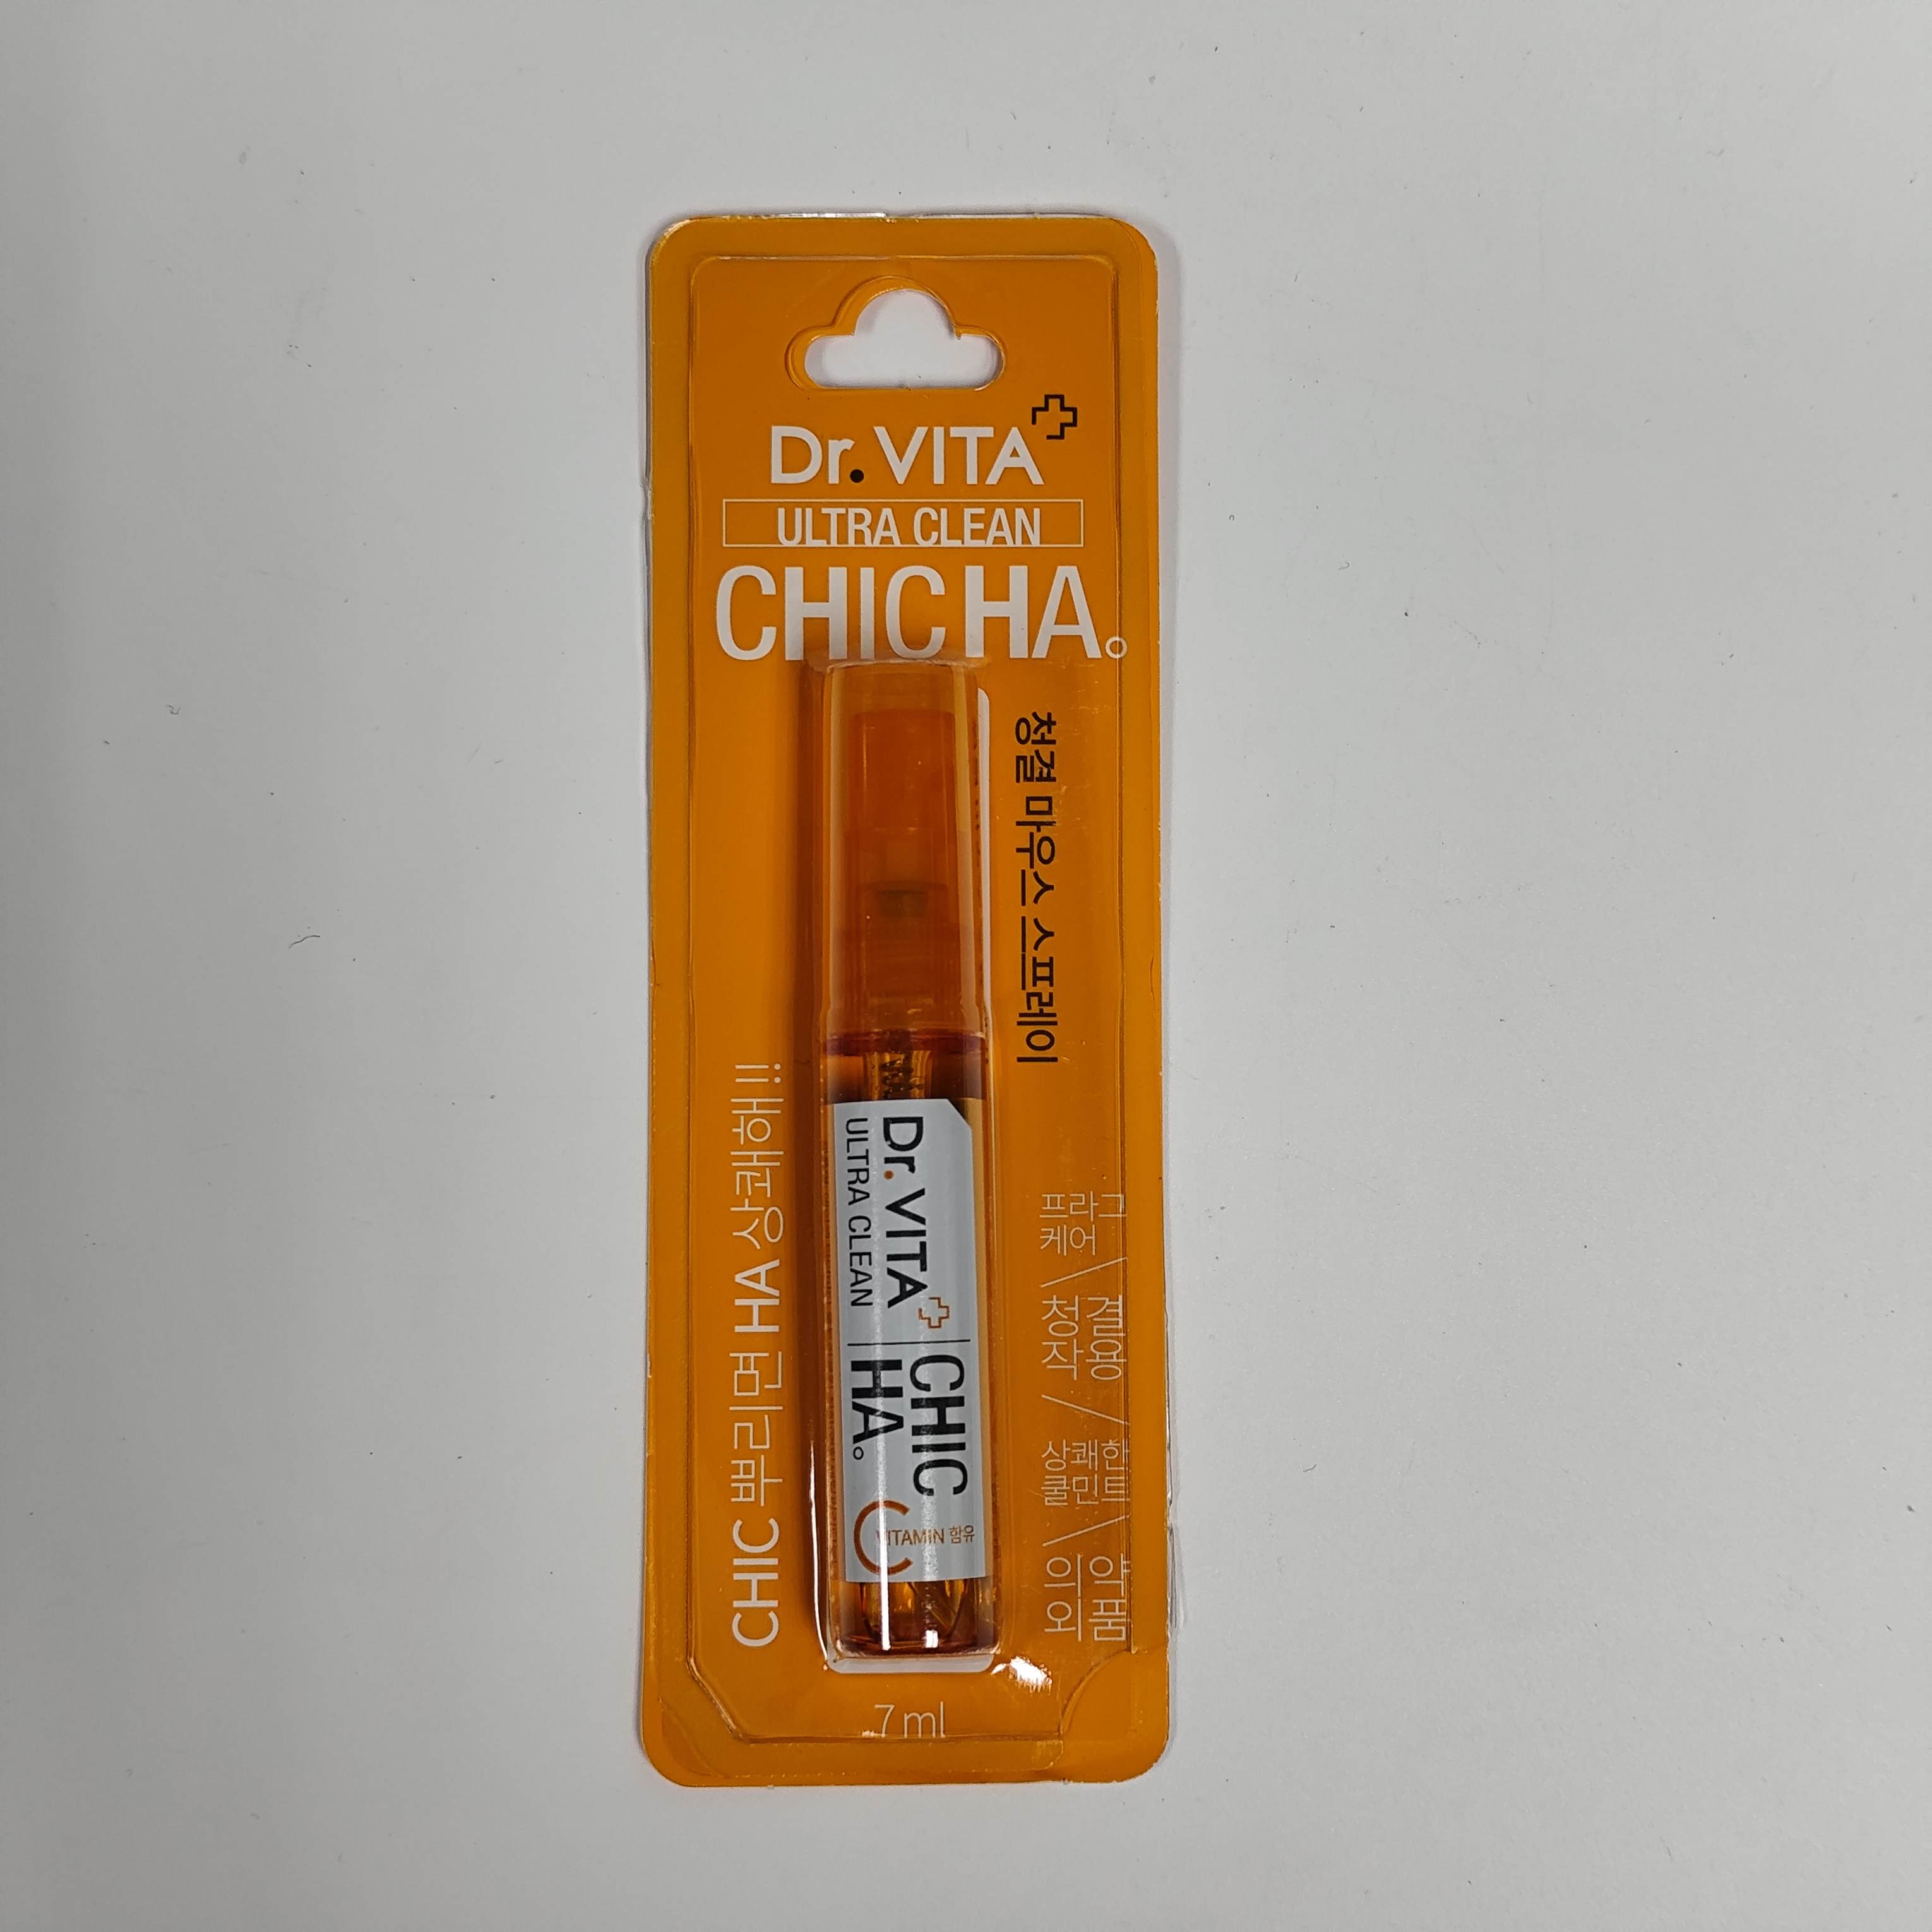 Dr. VITA
ULTRA CLEAN
CHIC HA
청결 마우스 스프레이
CHIC 뿌리면 HA 상쾌해!!
Dr. VITA
ULTRA CLEAN
CHIC
HA
C
VITAMIN 함유
프라그
케어
청결
작용
상쾌한
쿨민트
의약
외품
7ml